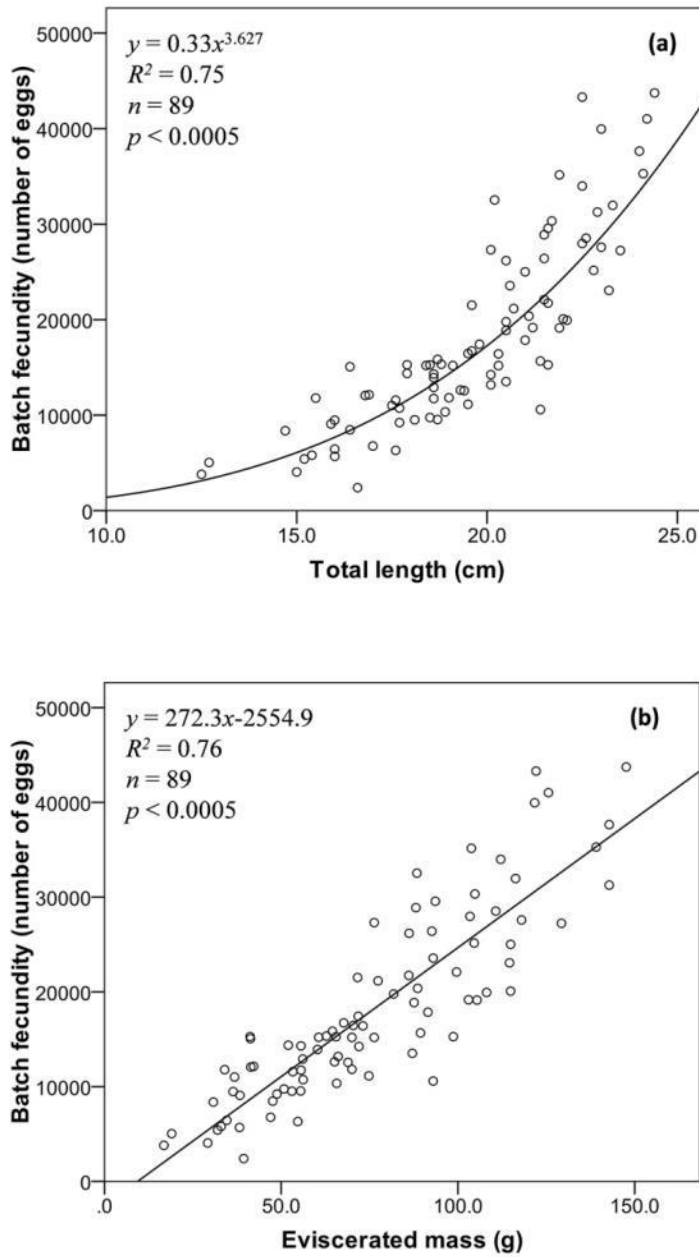 (a)
y = 0.33x^3.627
R² = 0.75
n = 89
p < 0.0005
Batch fecundity (number of eggs)
50000
40000
30000
20000
10000
0
10.0 15.0 20.0 25.0
Total length (cm)
(b)
y = 272.3x-2554.9
R² = 0.76
n = 89
p < 0.0005
Batch fecundity (number of eggs)
50000
40000
30000
20000
10000
0
.0 50.0 100.0 150.0
Eviscerated mass (g)